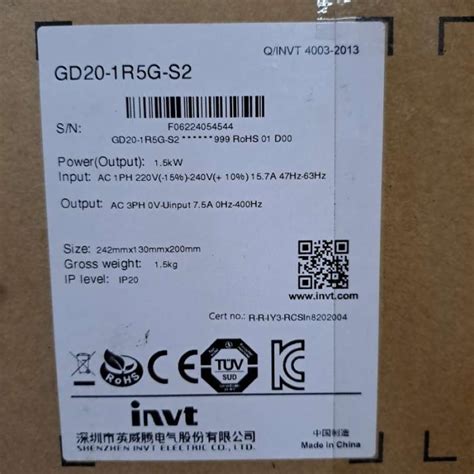 Q/INVT 4003-2013
GD20-1R5G-S2
S/N:
F06224054544
GD20-1R5G-S2 ****** 999 RoHS 01 D00
Power(Output): 1.5kW
Input: AC 1PH 220V(-15%)-240V(+ 10%) 15.7A 47Hz-63Hz
Output: AC 3PH 0V-Uinput 7.5A 0Hz-400Hz
Size: 242mmx130mmx200mm
Gross weight: 1.5kg
IP level: IP20
www.invt.com
Cert no.: R-R-IY3-RCSIn8202004
RoHS
CE
TÜV
SUD
invt
深圳市英威腾电气股份有限公司
SHENZHEN INVT ELECTRIC CO., LTD.
中国制造
Made in China